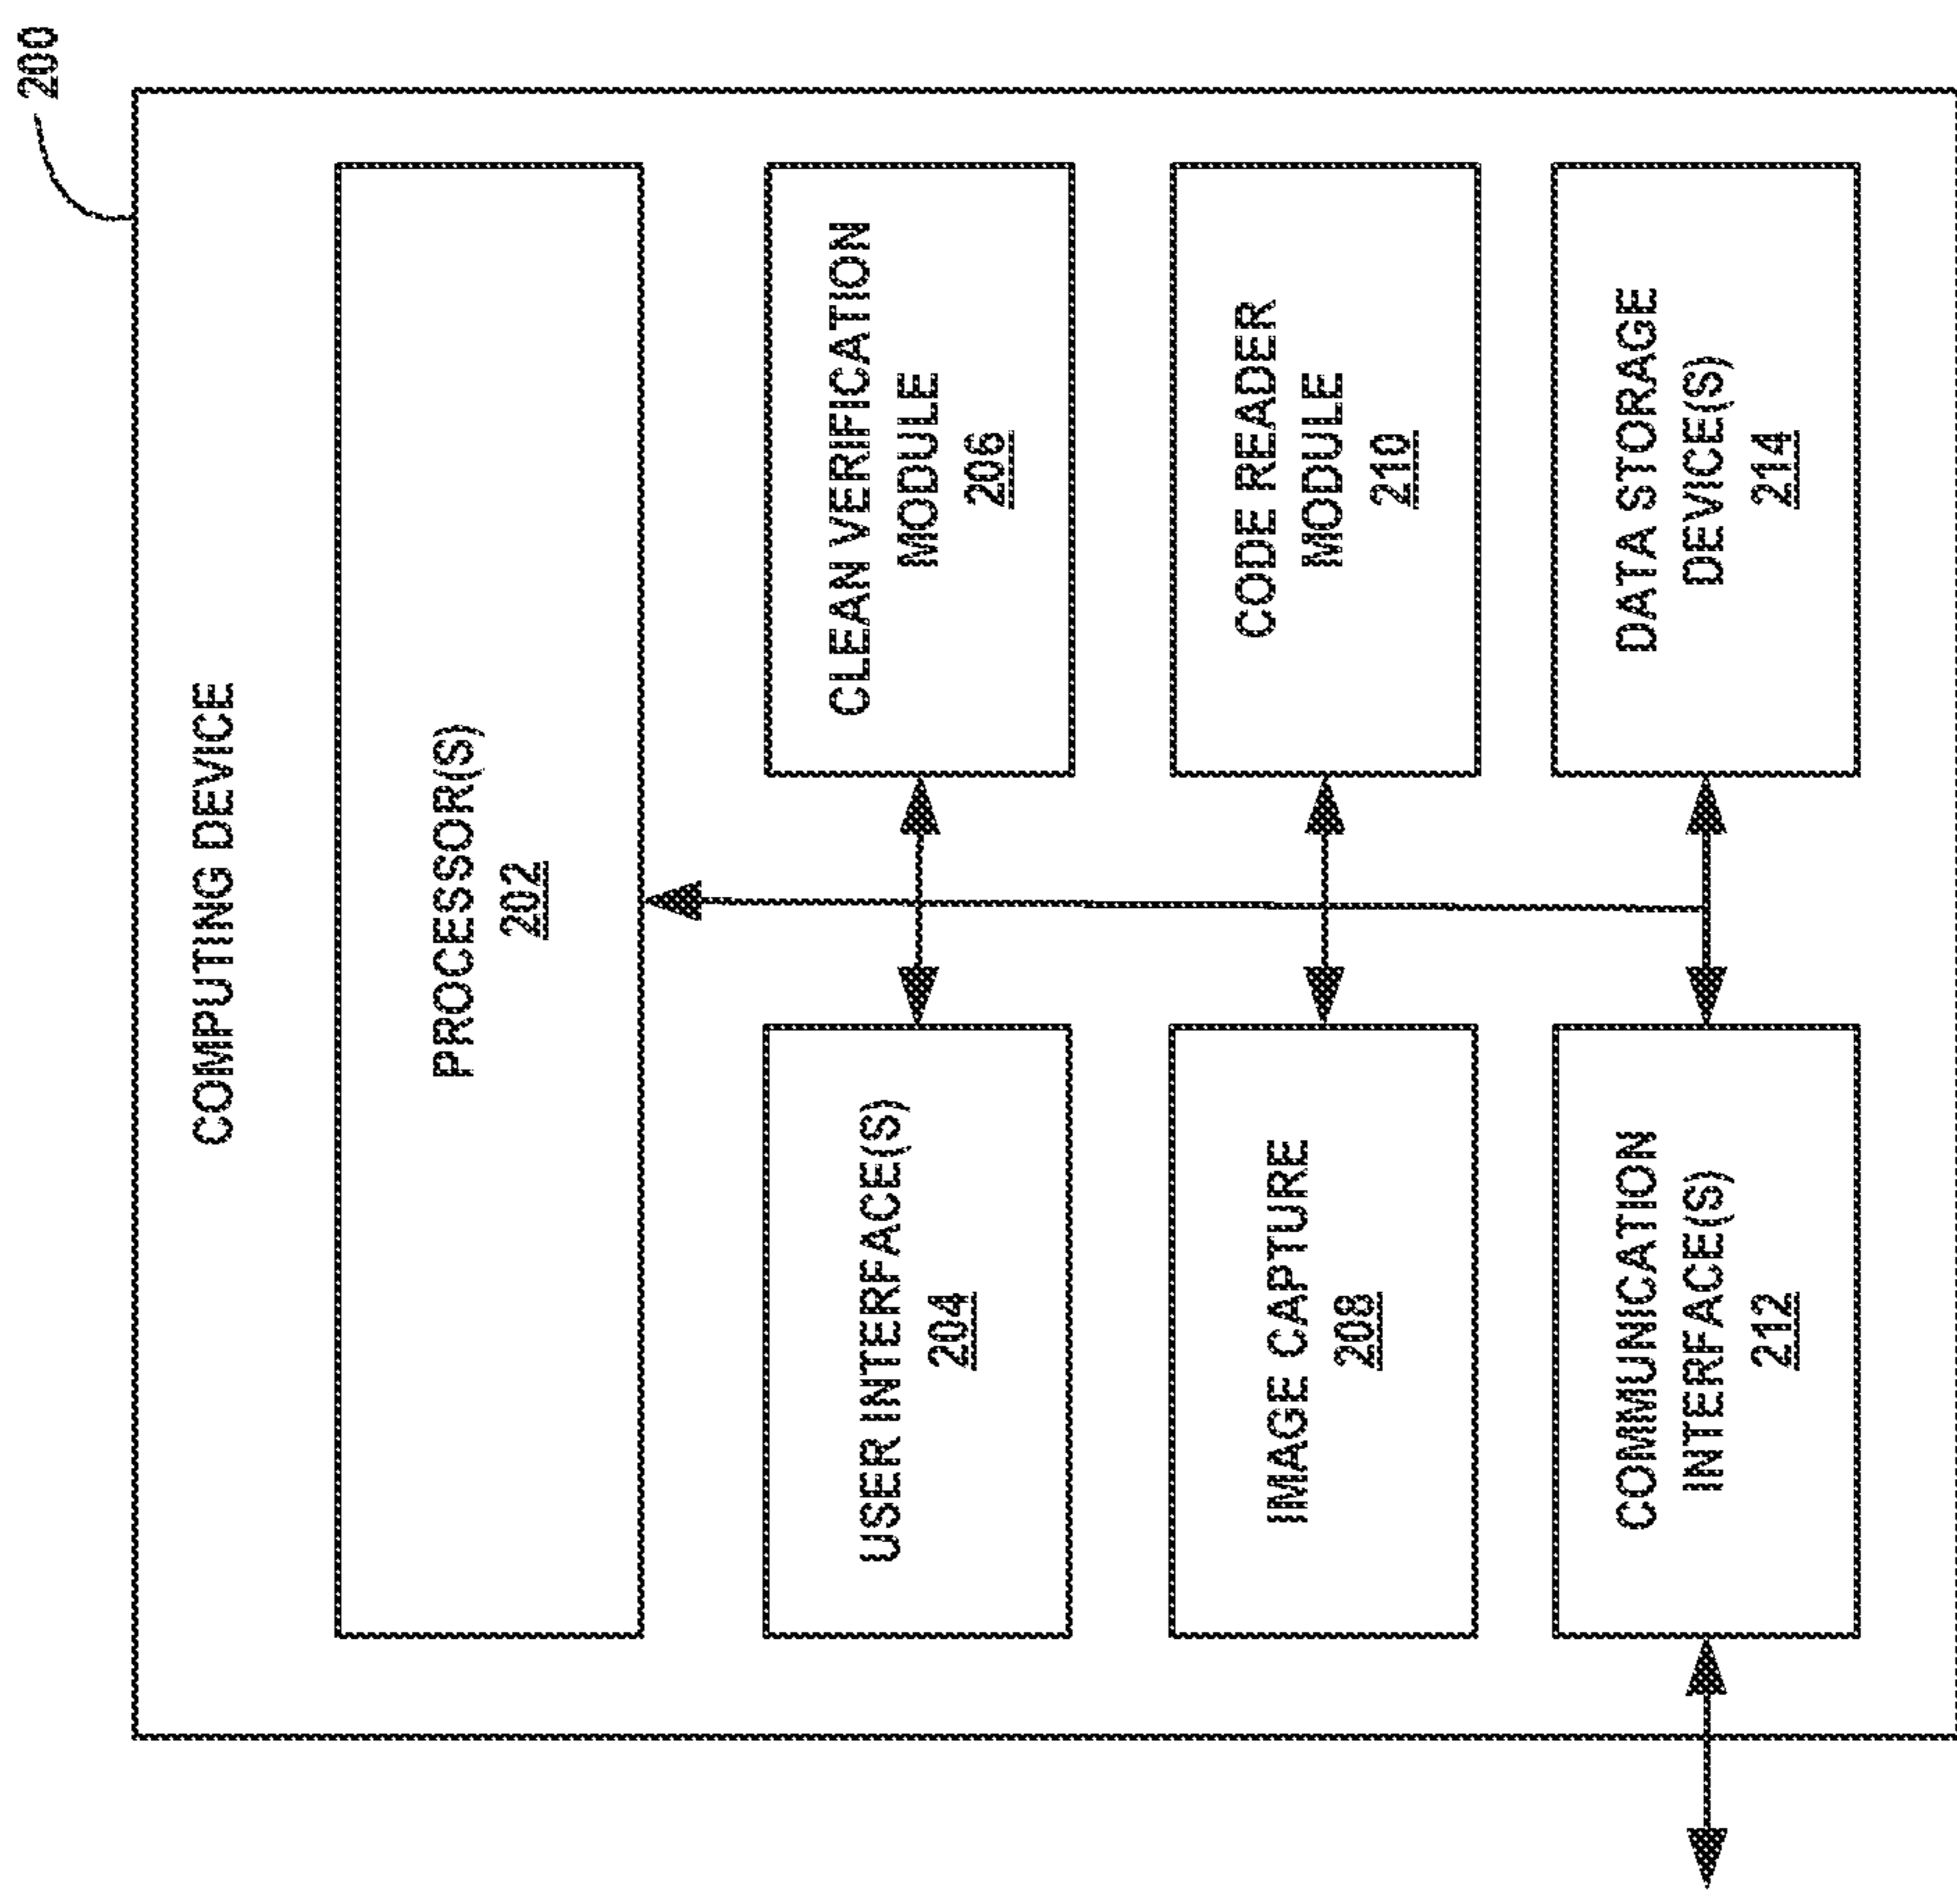 200
COMPUTING DEVICE
PROCESSOR(S)
202
USER INTERFACE(S)
204
CLEAN VERIFICATION
MODULE
206
IMAGE CAPTURE
208
CODE READER
MODULE
210
COMMUNICATION
INTERFACE(S)
212
DATA STORAGE
DEVICE(S)
214